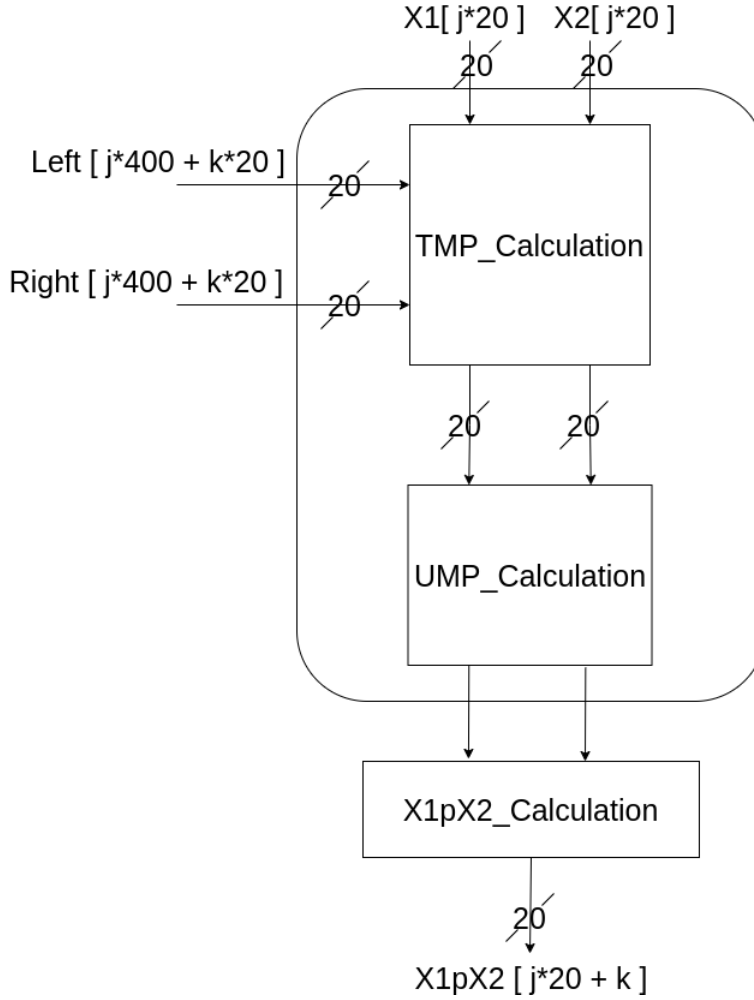 X1[ j*20 ] X2[ j*20 ]
20 20
Left [ j*400 + k*20 ]
20
TMP_Calculation
Right [ j*400 + k*20 ]
20
20 20
UMP_Calculation
X1pX2_Calculation
20
X1pX2 [ j*20 + k ]